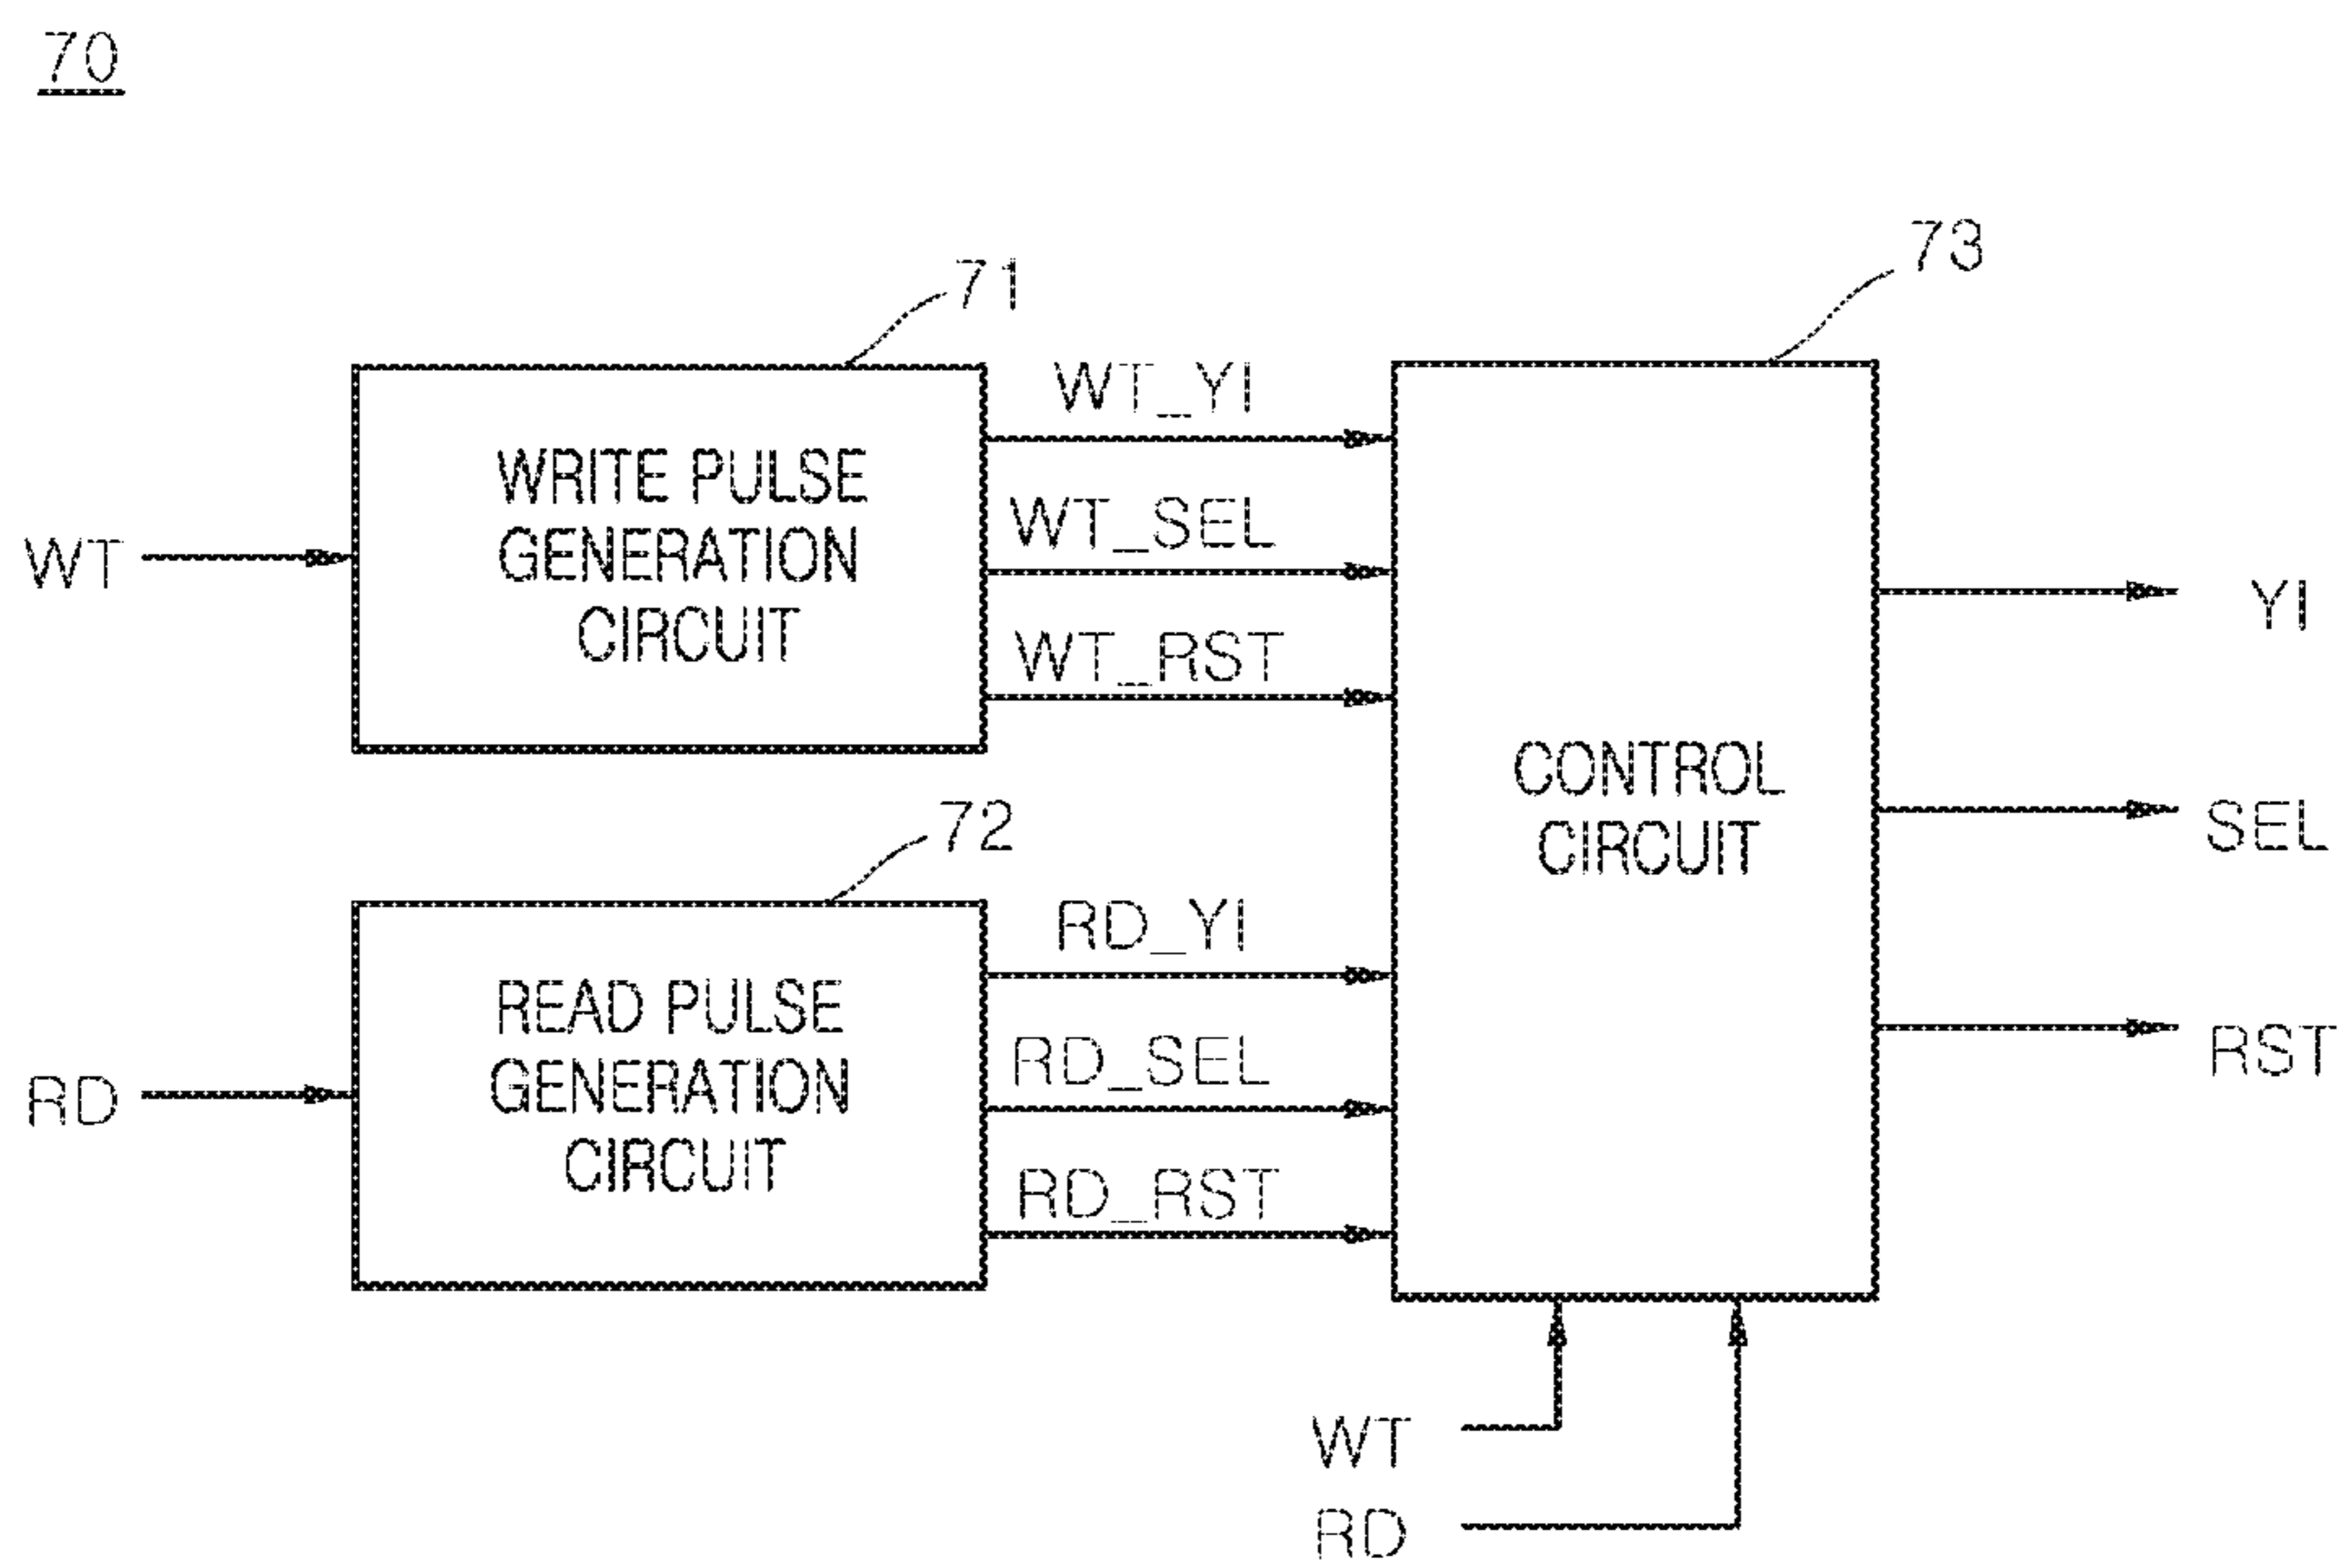 70
71
73
WT_YI
WRITE PULSE
GENERATION
CIRCUIT
WT
WT_SEL
WT_RST
YI
CONTROL
CIRCUIT
SEL
72
RD_YI
READ PULSE
GENERATION
CIRCUIT
RD
RD_SEL
RD_RST
RST
WT
RD